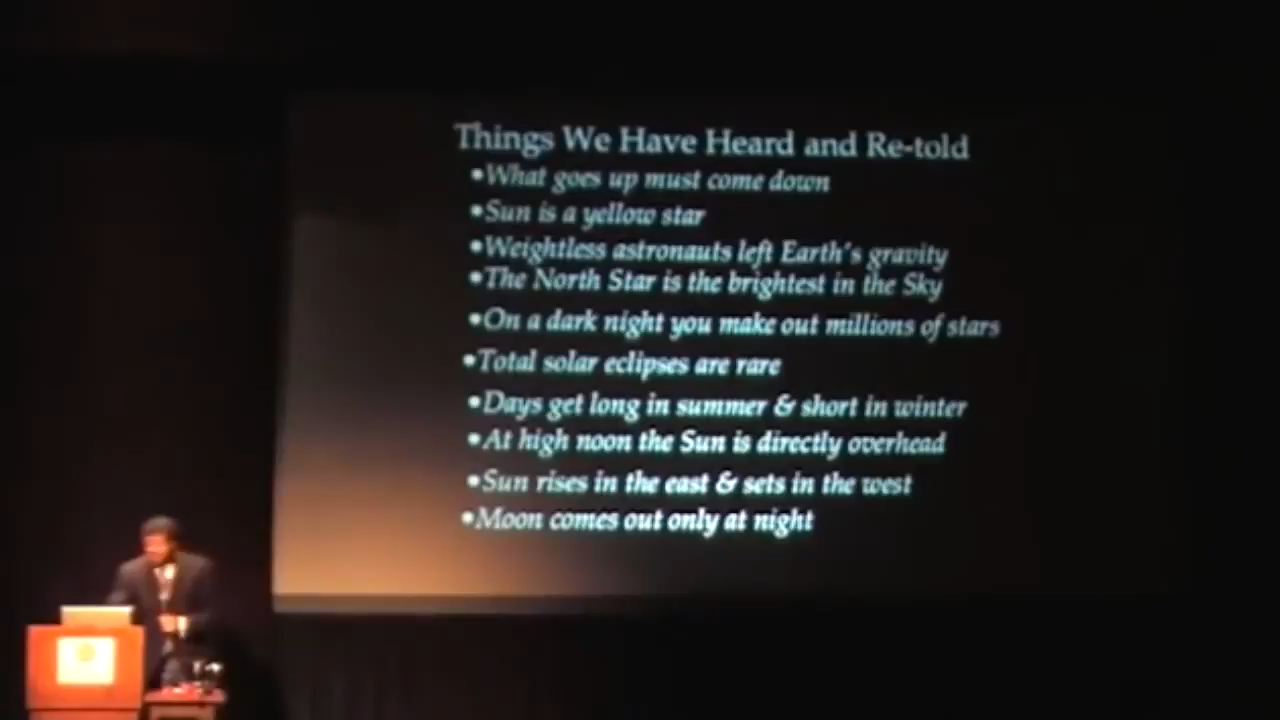 Things We Have Heard and Re-told
•What goes up must come down
•Sun is a yellow star
•Weightless astronauts left Earth's gravity
•The North Star is the brightest in the Sky
•On a dark night you make out millions of stars
•Total solar eclipses are rare
•Days get long in summer & short in winter
•At high noon the Sun is directly overhead
•Sun rises in the east & sets in the west
•Moon comes out only at night